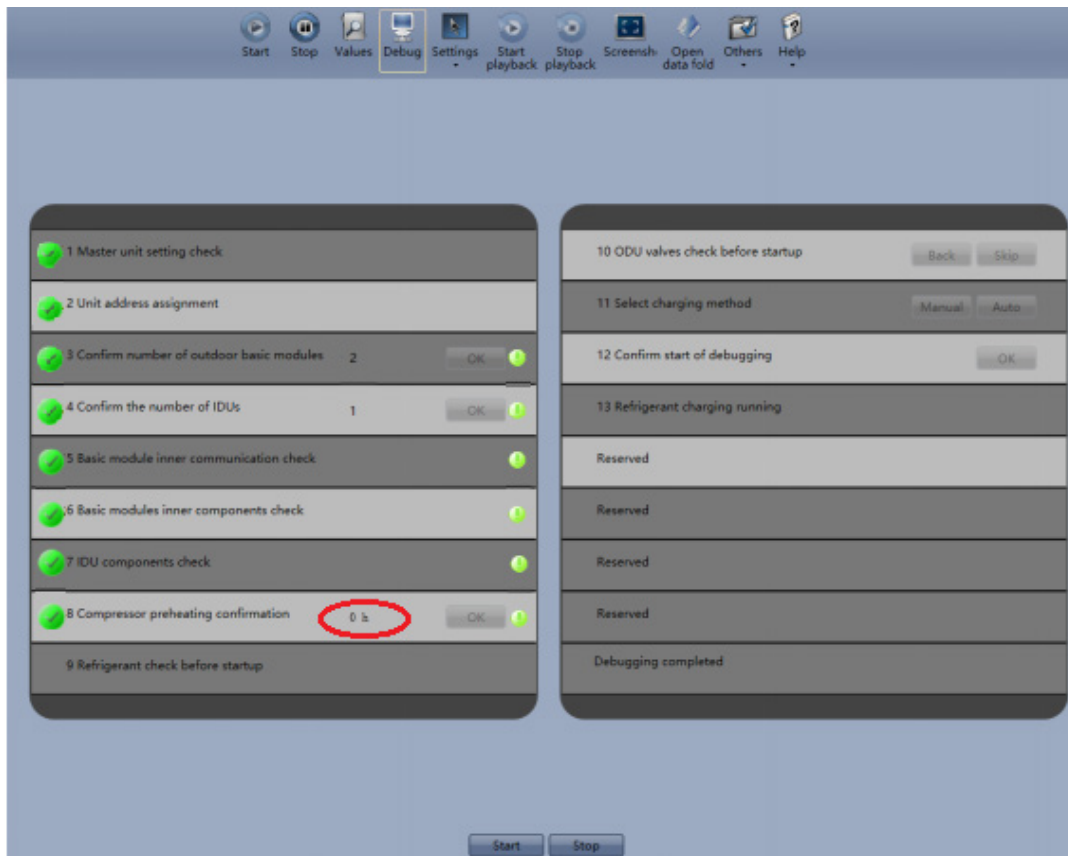 Start Stop Values Debug Settings Start playback Stop playback Screensh Open data fold Others Help
1 Master unit setting check
2 Unit address assignment
3 Confirm number of outdoor basic modules 2 OK
4 Confirm the number of IDUs 1 OK
5 Basic module inner communication check
6 Basic modules inner components check
7 IDU components check
8 Compressor preheating confirmation 0 h OK
9 Refrigerant check before startup
10 ODU valves check before startup Back Skip
11 Select charging method Manual Auto
12 Confirm start of debugging OK
13 Refrigerant charging running
Reserved
Reserved
Reserved
Reserved
Debugging completed
Start Stop